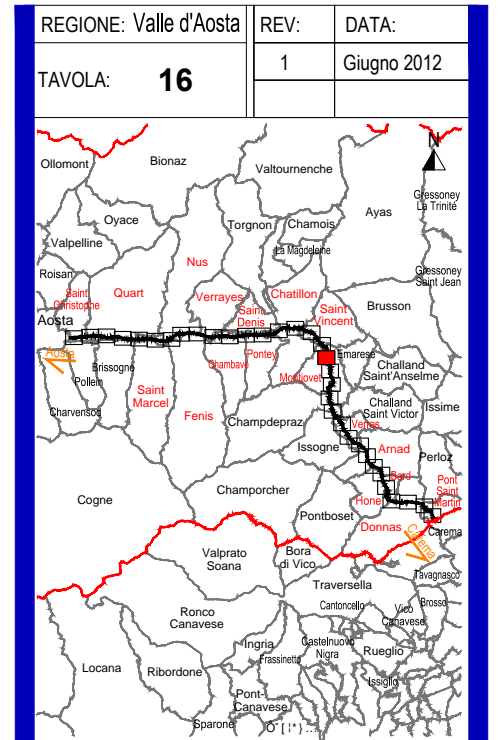 REGIONE: Valle d'Aosta
REV:
DATA:
TAVOLA: 16
1
Giugno 2012
N
Ollomont
Bionaz
Valtournenche
Gressoney
La Trinité
Ayas
Oyace
Torgnon
Chamois
Valpelline
La Magdeleine
Nus
Roisan
Gressoney
Saint Jean
Saint
Christophe
Quart
Verrayes
Chatillon
Saint
Denis
Saint
Vincent
Brusson
Aosta
Aosta
Emarese
Brissogne
Chambave
Pontey
Challand
Saint'Anselme
Pollein
Montjovet
Saint
Marcel
Challand
Saint Victor
Issime
Charvensod
Fenis
Champdepraz
Verres
Issogne
Arnad
Perloz
Bard
Pont
Saint
Martin
Cogne
Champorcher
Hone
Pontboset
Donnas
Carema
Carema
Valprato
Soana
Bora
di Vico
Tavagnasco
Traversella
Brosso
Ronco
Canavese
Cantoncello
Vico
Canavese
Ingria
Castelnuovo
Nigra
Rueglio
Frassinetto
Locana
Ribordone
Issiglio
Pont-
Canavese
Sparone